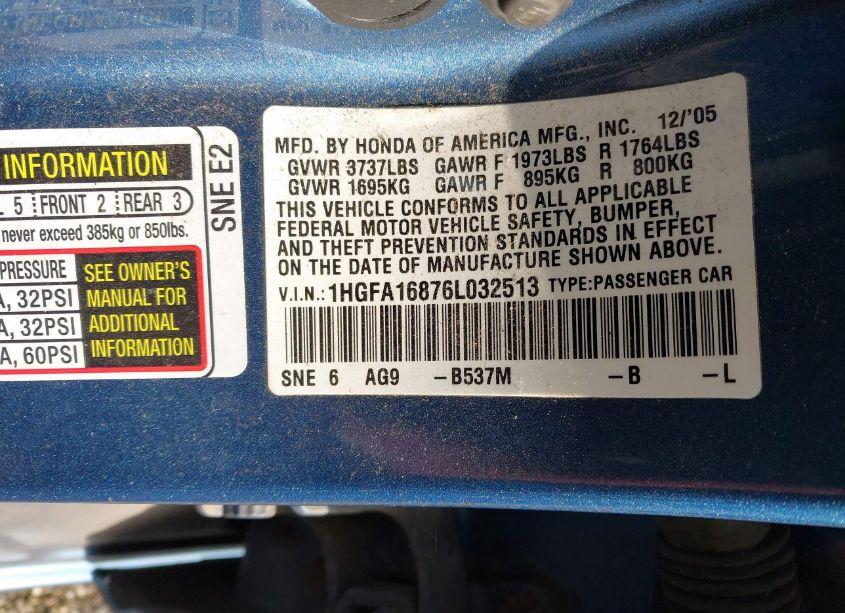 INFORMATION
5 FRONT 2 REAR 3
never exceed 385kg or 850lbs.
PRESSURE
32PSI
32PSI
60PSI
SEE OWNER'S
MANUAL FOR
ADDITIONAL
INFORMATION
SNE E2
MFD. BY HONDA OF AMERICA MFG., INC. 12/'05
GVWR 3737LBS GAWR F 1973LBS R 1764LBS
GVWR 1695KG GAWR F 895KG R 800KG
THIS VEHICLE CONFORMS TO ALL APPLICABLE
FEDERAL MOTOR VEHICLE SAFETY, BUMPER,
AND THEFT PREVENTION STANDARDS IN EFFECT
ON THE DATE OF MANUFACTURE SHOWN ABOVE.
V.I.N.: 1HGFA16876L032513 TYPE:PASSENGER CAR
SNE 6 AG9 –B537M –B –L